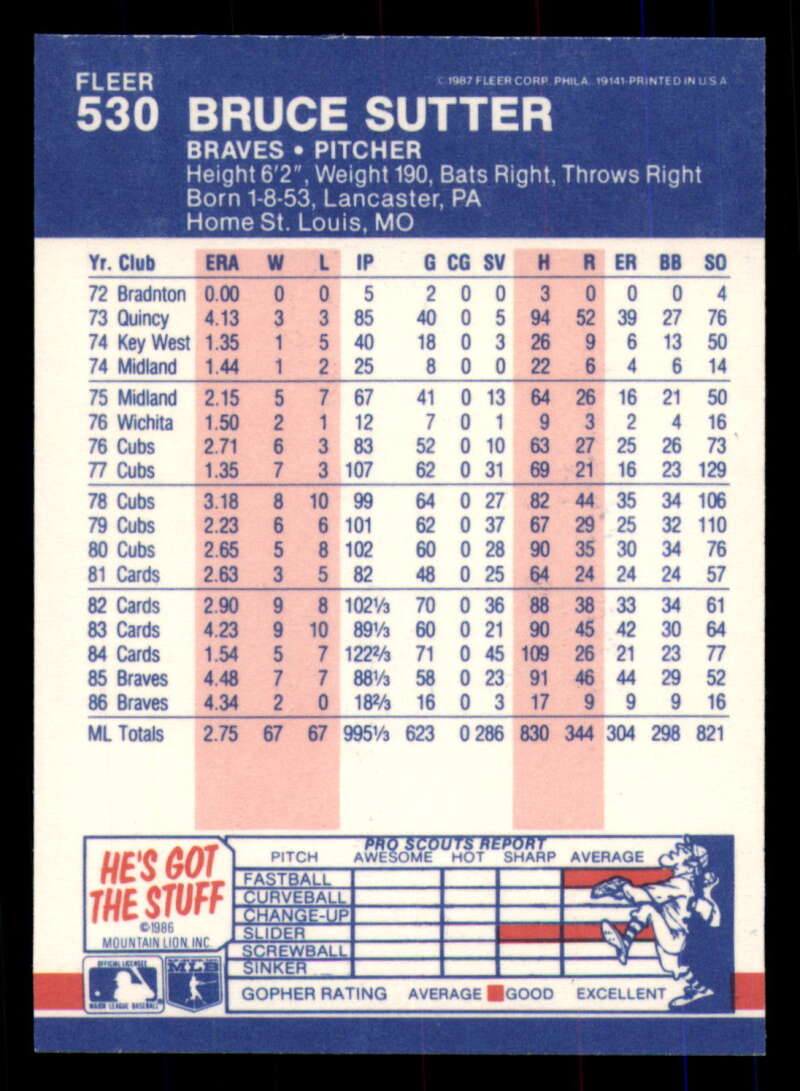 FLEER
530 BRUCE SUTTER
© 1987 FLEER CORP. PHILA. 19141-PRINTED IN U S A
BRAVES • PITCHER
Height 6'2", Weight 190, Bats Right, Throws Right
Born 1-8-53, Lancaster, PA
Home St. Louis, MO
Yr. Club ERA W L IP G CG SV H R ER BB SO
72 Bradnton 0.00 0 0 5 2 0 0 3 0 0 0 4
73 Quincy 4.13 3 3 85 40 0 5 94 52 39 27 76
74 Key West 1.35 1 5 40 18 0 3 26 9 6 13 50
74 Midland 1.44 1 2 25 8 0 0 22 6 4 6 14
75 Midland 2.15 5 7 67 41 0 13 64 26 16 21 50
76 Wichita 1.50 2 1 12 7 0 1 9 3 2 4 16
76 Cubs 2.71 6 3 83 52 0 10 63 27 25 26 73
77 Cubs 1.35 7 3 107 62 0 31 69 21 16 23 129
78 Cubs 3.18 8 10 99 64 0 27 82 44 35 34 106
79 Cubs 2.23 6 6 101 62 0 37 67 29 25 32 110
80 Cubs 2.65 5 8 102 60 0 28 90 35 30 34 76
81 Cards 2.63 3 5 82 48 0 25 64 24 24 24 57
82 Cards 2.90 9 8 102⅓ 70 0 36 88 38 33 34 61
83 Cards 4.23 9 10 89⅓ 60 0 21 90 45 42 30 64
84 Cards 1.54 5 7 122⅔ 71 0 45 109 26 21 23 77
85 Braves 4.48 7 7 88⅓ 58 0 23 91 46 44 29 52
86 Braves 4.34 2 0 18⅔ 16 0 3 17 9 9 9 16
ML Totals 2.75 67 67 995⅓ 623 0 286 830 344 304 298 821
HE'S GOT
THE STUFF
©1986
MOUNTAIN LION, INC.
PRO SCOUTS REPORT
PITCH AWESOME HOT SHARP AVERAGE
FASTBALL
CURVEBALL
CHANGE-UP
SLIDER
SCREWBALL
SINKER
OFFICIAL LICENSEE
MAJOR LEAGUE BASEBALL
MLB
GOPHER RATING AVERAGE GOOD EXCELLENT